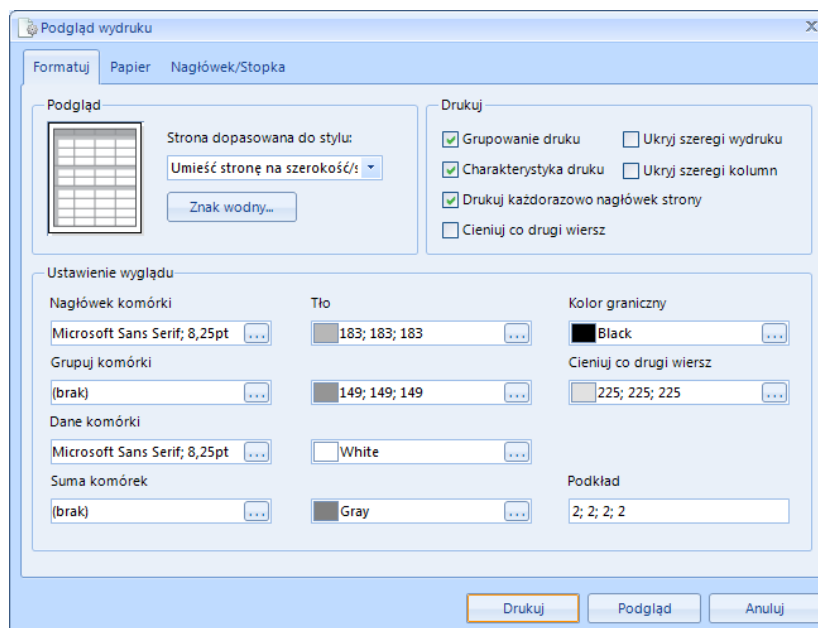 Podgląd wydruku
Formatuj Papier Nagłówek/Stopka
Podgląd
Strona dopasowana do stylu:
Umieść stronę na szerokość/s
Znak wodny...
Drukuj
Grupowanie druku Ukryj szeregi wydruku
Charakterystyka druku Ukryj szeregi kolumn
Drukuj każdorazowo nagłówek strony
Cieniuj co drugi wiersz
Ustawienie wyglądu
Nagłówek komórki Tło Kolor graniczny
Microsoft Sans Serif; 8,25pt ... 183; 183; 183 ... Black ...
Grupuj komórki Cieniuj co drugi wiersz
(brak) ... 149; 149; 149 ... 225; 225; 225 ...
Dane komórki
Microsoft Sans Serif; 8,25pt ... White ...
Suma komórek Podkład
(brak) ... Gray ... 2; 2; 2; 2
Drukuj Podgląd Anuluj